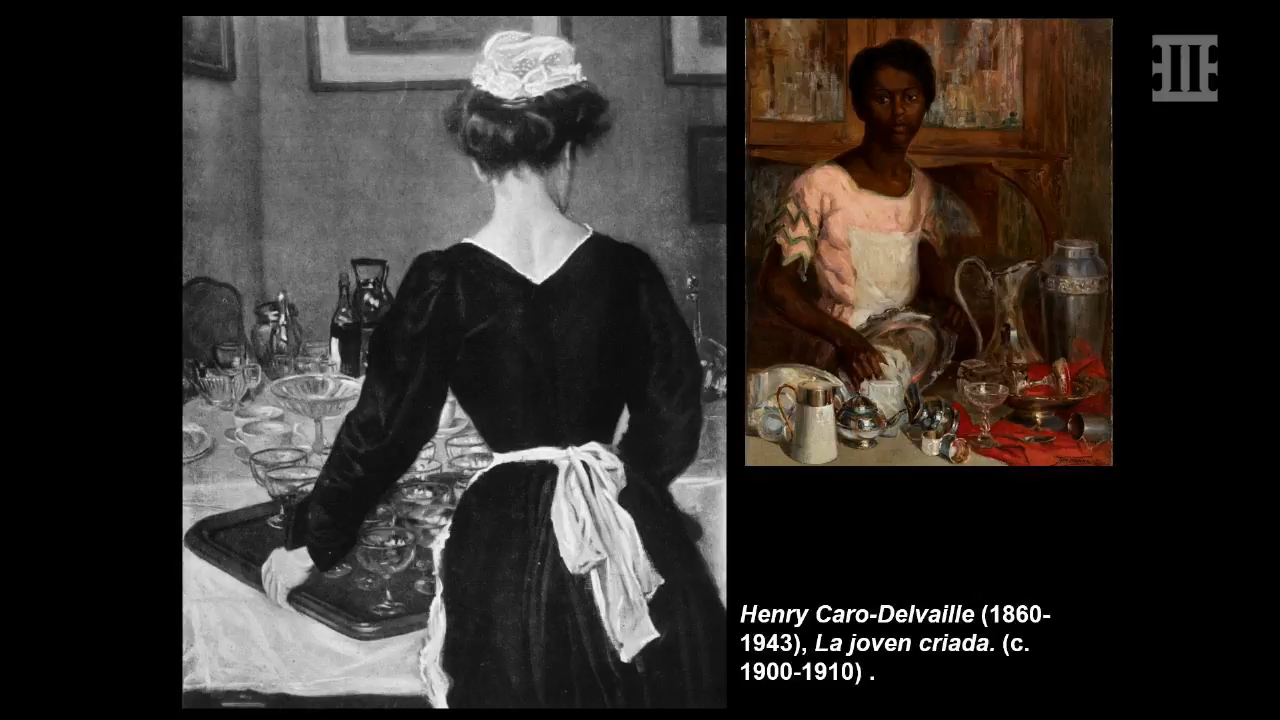 Henry Caro-Delvaille (1860-
1943), La joven criada. (c.
1900-1910) .